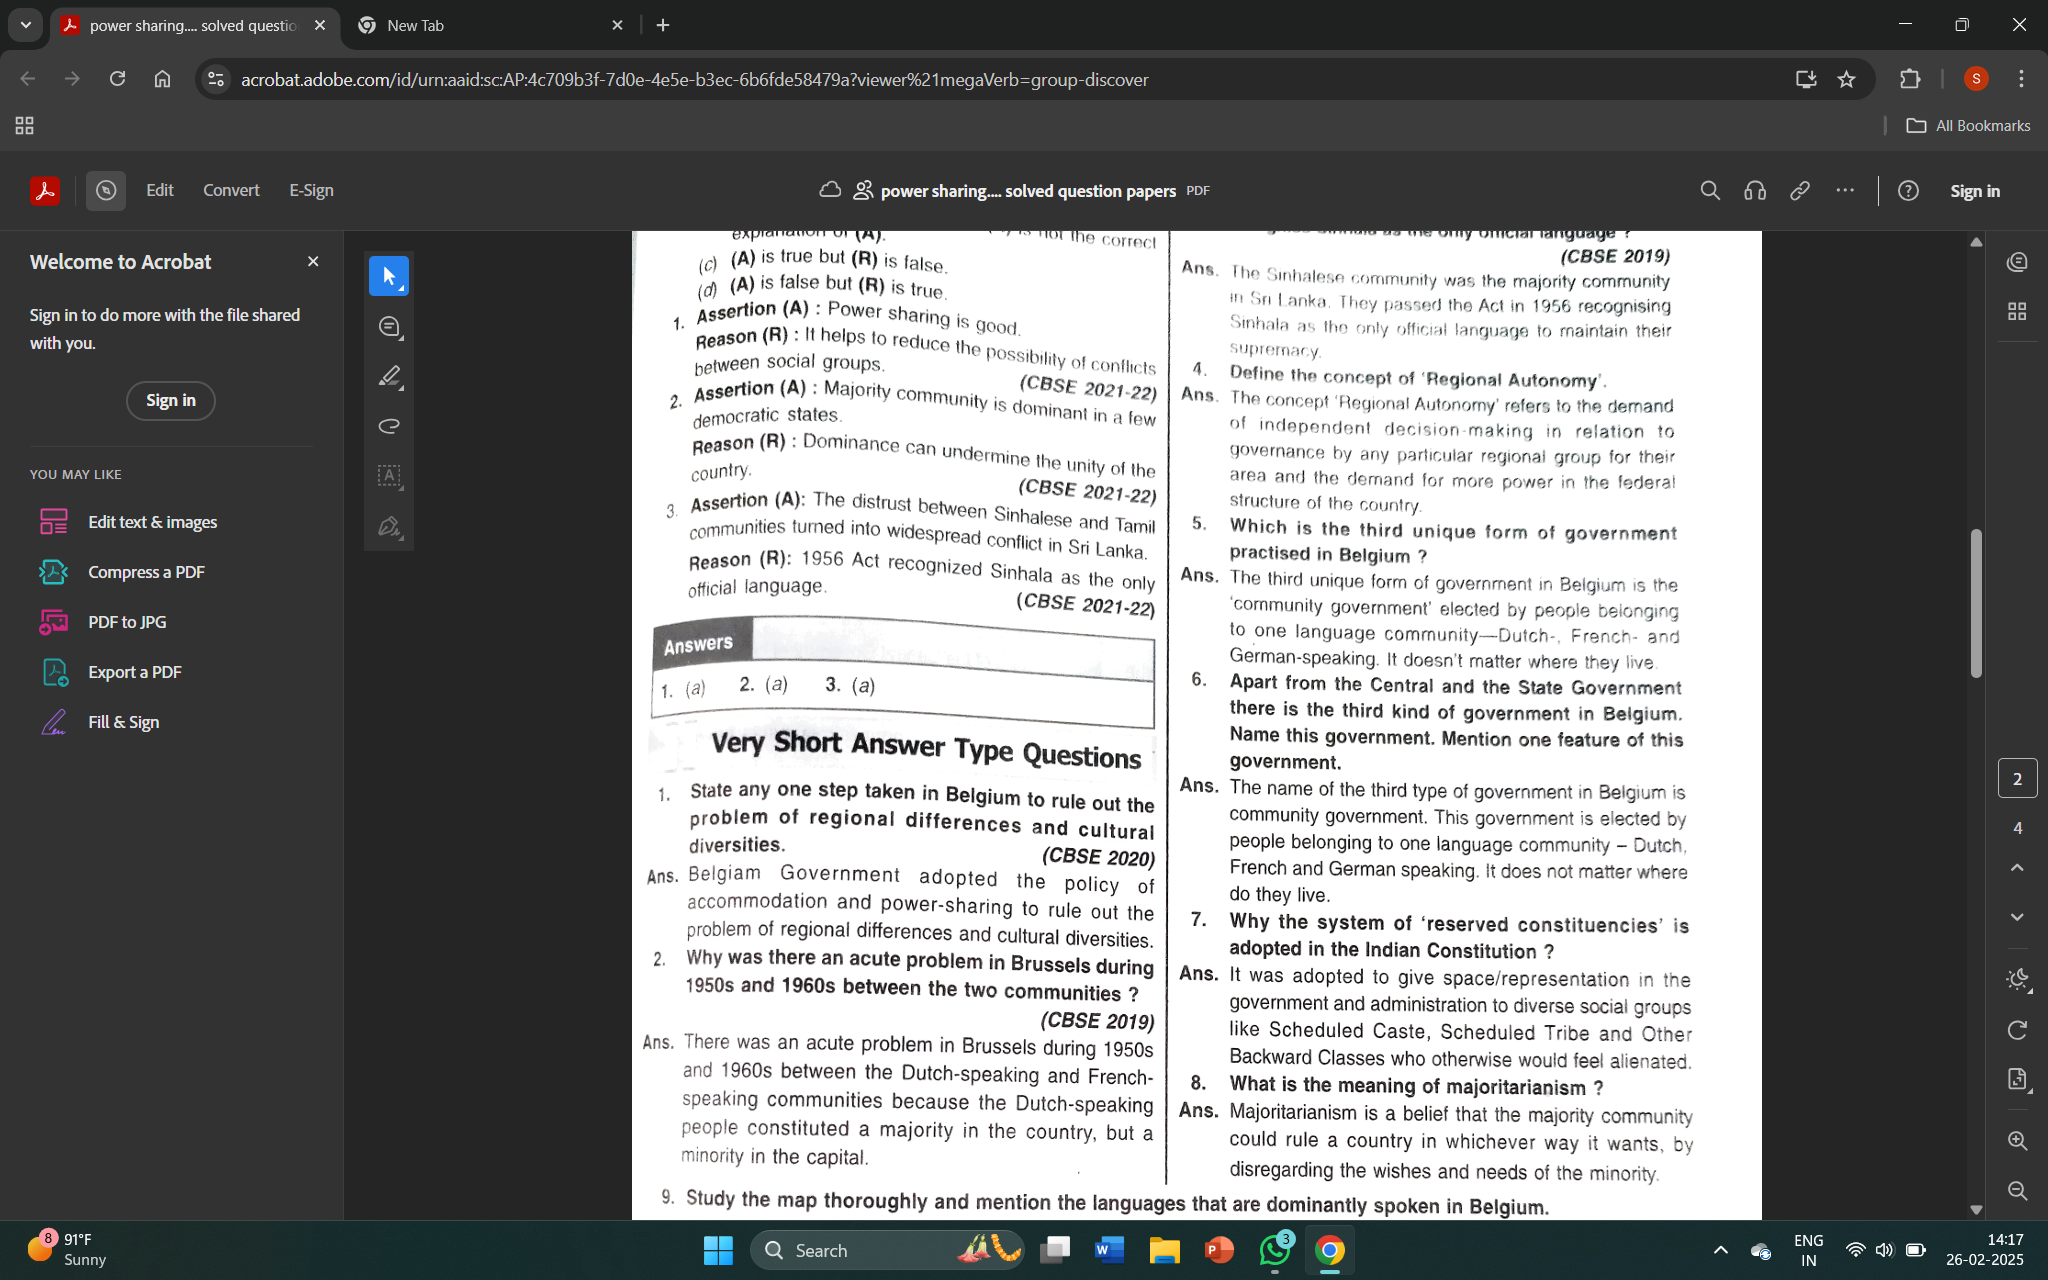 power sharing.... solved questio
New Tab
acrobat.adobe.com/id/urn:aaid:sc:AP:4c709b3f-7d0e-4e5e-b3ec-6b6fde58479a?viewer%21megaVerb=group-discover
S
All Bookmarks
Edit
Convert
E-Sign
power sharing.... solved question papers PDF
Sign in
Welcome to Acrobat
Sign in to do more with the file shared
with you.
Sign in
YOU MAY LIKE
Edit text & images
Compress a PDF
PDF to JPG
Export a PDF
Fill & Sign
explanation of (A). is not the correct
(c) (A) is true but (R) is false.
(d) (A) is false but (R) is true.
1. Assertion (A) : Power sharing is good.
Reason (R) : It helps to reduce the possibility of conflicts
between social groups.
(CBSE 2021-22)
2. Assertion (A) : Majority community is dominant in a few
democratic states.
Reason (R) : Dominance can undermine the unity of the
country.
(CBSE 2021-22)
3. Assertion (A): The distrust between Sinhalese and Tamil
communities turned into widespread conflict in Sri Lanka.
Reason (R): 1956 Act recognized Sinhala as the only
official language.
(CBSE 2021-22)
Answers
1. (a) 2. (a) 3. (a)
Very Short Answer Type Questions
1. State any one step taken in Belgium to rule out the
problem of regional differences and cultural
diversities.
(CBSE 2020)
Ans. Belgiam Government adopted the policy of
accommodation and power-sharing to rule out the
problem of regional differences and cultural diversities.
2. Why was there an acute problem in Brussels during
1950s and 1960s between the two communities ?
(CBSE 2019)
Ans. There was an acute problem in Brussels during 1950s
and 1960s between the Dutch-speaking and French-
speaking communities because the Dutch-speaking
people constituted a majority in the country, but a
minority in the capital.
Sinhala as the only official language ?
(CBSE 2019)
Ans. The Sinhalese community was the majority community
in Sri Lanka. They passed the Act in 1956 recognising
Sinhala as the only official language to maintain their
supremacy.
4. Define the concept of 'Regional Autonomy'.
Ans. The concept 'Regional Autonomy' refers to the demand
of independent decision-making in relation to
governance by any particular regional group for their
area and the demand for more power in the federal
structure of the country.
5. Which is the third unique form of government
practised in Belgium ?
Ans. The third unique form of government in Belgium is the
'community government' elected by people belonging
to one language community—Dutch-, French- and
German-speaking. It doesn't matter where they live.
6. Apart from the Central and the State Government
there is the third kind of government in Belgium.
Name this government. Mention one feature of this
government.
Ans. The name of the third type of government in Belgium is
community government. This government is elected by
people belonging to one language community – Dutch,
French and German speaking. It does not matter where
do they live.
7. Why the system of 'reserved constituencies' is
adopted in the Indian Constitution ?
Ans. It was adopted to give space/representation in the
government and administration to diverse social groups
like Scheduled Caste, Scheduled Tribe and Other
Backward Classes who otherwise would feel alienated.
8. What is the meaning of majoritarianism ?
Ans. Majoritarianism is a belief that the majority community
could rule a country in whichever way it wants, by
disregarding the wishes and needs of the minority.
9. Study the map thoroughly and mention the languages that are dominantly spoken in Belgium.
2
4
8
91°F
Sunny
Search
3
ENG
IN
14:17
26-02-2025